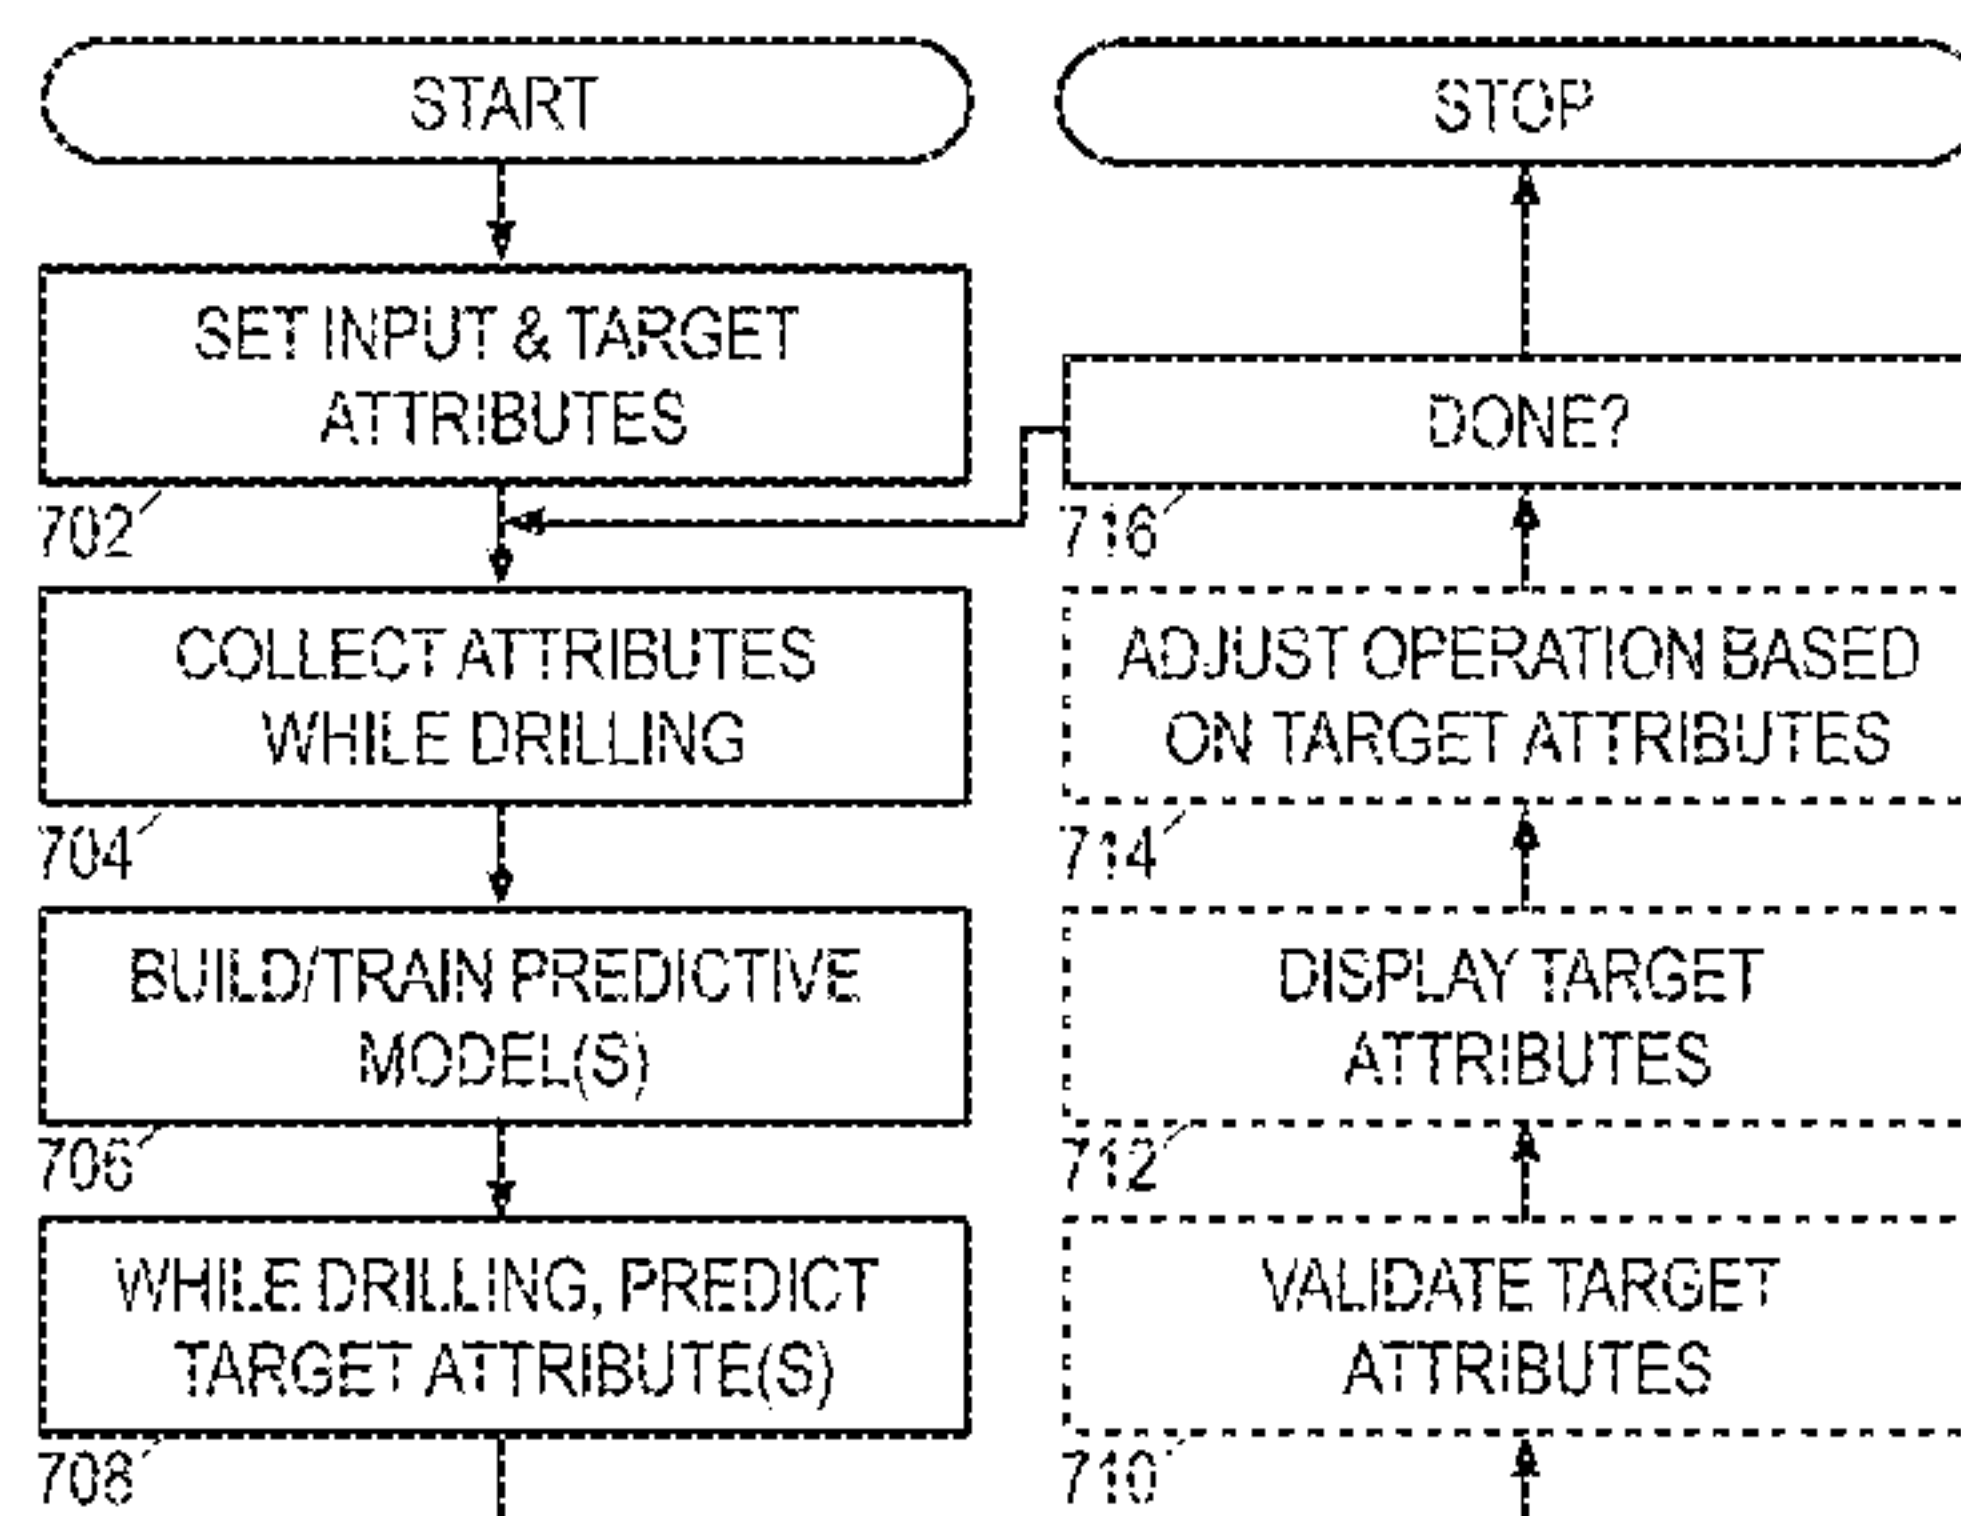 START
SET INPUT & TARGET
ATTRIBUTES
702
COLLECT ATTRIBUTES
WHILE DRILLING
704
BUILD/TRAIN PREDICTIVE
MODEL(S)
706
WHILE DRILLING, PREDICT
TARGET ATTRIBUTE(S)
708
STOP
DONE?
716
ADJUST OPERATION BASED
ON TARGET ATTRIBUTES
714
DISPLAY TARGET
ATTRIBUTES
712
VALIDATE TARGET
ATTRIBUTES
710